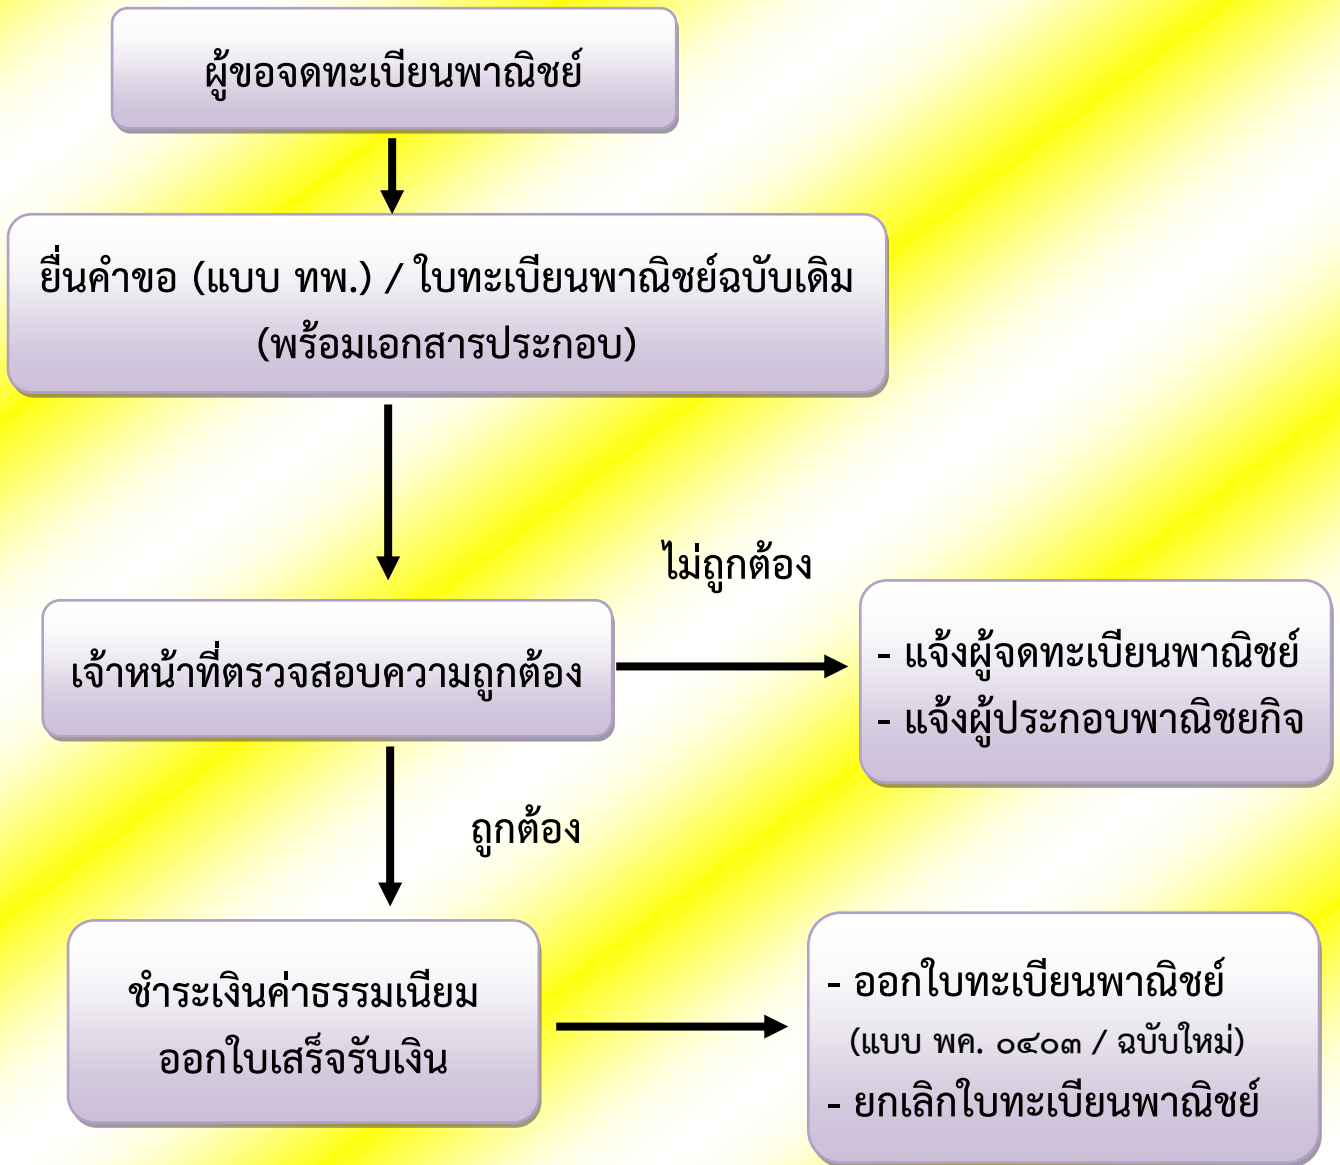 ผู้ขอจดทะเบียนพาณิชย์
ยื่นคำขอ (แบบ ทพ.) / ใบทะเบียนพาณิชย์ฉบับเดิม
(พร้อมเอกสารประกอบ)
ไม่ถูกต้อง
เจ้าหน้าที่ตรวจสอบความถูกต้อง
- แจ้งผู้จดทะเบียนพาณิชย์
- แจ้งผู้ประกอบพาณิชยกิจ
ถูกต้อง
ชำระเงินค่าธรรมเนียม
ออกใบเสร็จรับเงิน
- ออกใบทะเบียนพาณิชย์
(แบบ พค. ๐๔๐๓ / ฉบับใหม่)
- ยกเลิกใบทะเบียนพาณิชย์